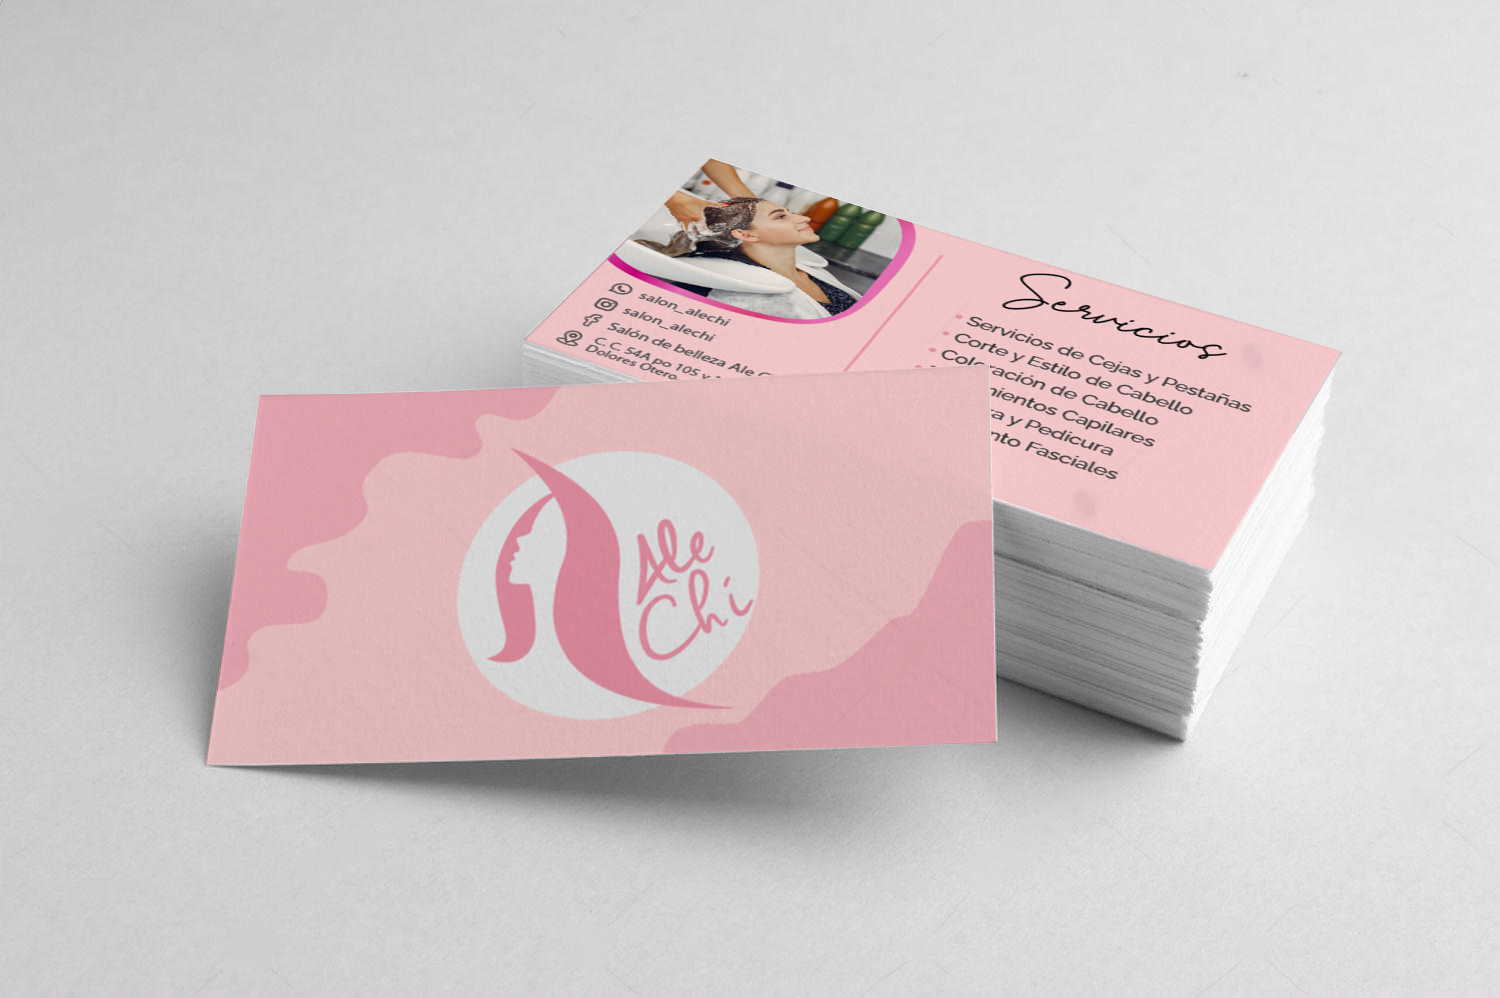 salon_alechi
salon_alechi
Salón de belleza Ale
C. C. 54A po 105 y
Dolores Otero.
Servicios
Servicios de Cejas y Pestañas
Corte y Estilo de Cabello
Coloración de Cabello
Capilares
y Pedicura
Fasciales
Ale
Chi